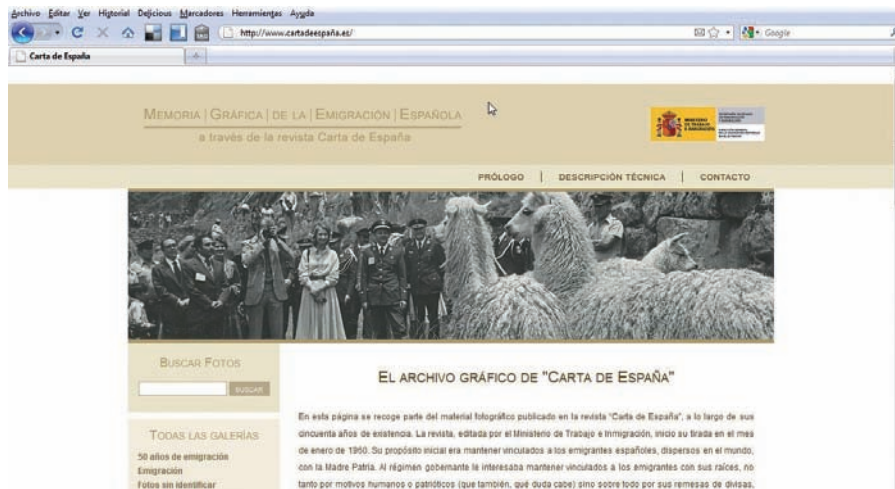 Archivo Editar Ver Historial Delicious Marcadores Herramientas Ayuda
http://www.cartadeespaña.es/
Google
Carta de España
MEMORIA | GRÁFICA | DE LA | EMIGRACIÓN | ESPAÑOLA
a través de la revista Carta de España
MINISTERIO
DE TRABAJO
E INMIGRACIÓN
PRÓLOGO | DESCRIPCIÓN TÉCNICA | CONTACTO
BUSCAR FOTOS
BUSCAR
TODAS LAS GALERÍAS
50 años de emigración
Emigración
Fotos sin identificar
EL ARCHIVO GRÁFICO DE "CARTA DE ESPAÑA"
En esta página se recoge parte del material fotográfico publicado en la revista "Carta de España", a lo largo de sus
cincuenta años de existencia. La revista, editada por el Ministerio de Trabajo e Inmigración, inicio su tirada en el mes
de enero de 1960. Su propósito inicial era mantener vinculados a los emigrantes españoles, dispersos en el mundo,
con la Madre Patria. Al régimen gobernante le interesaba mantener vinculados a los emigrantes con sus raíces, no
tanto por motivos humanos o patrióticos (que también, qué duda cabe) sino sobre todo por sus remesas de divisas,